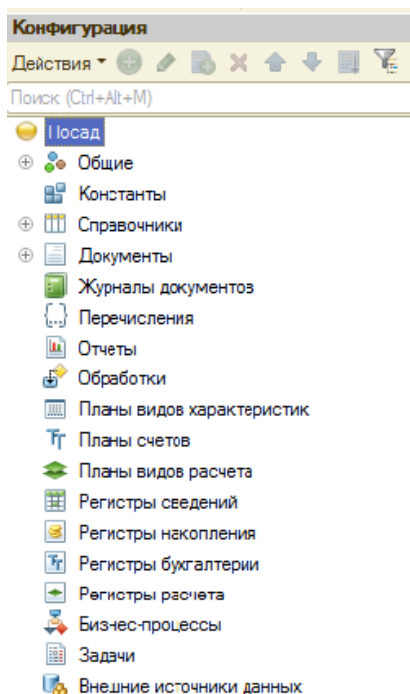 Конфигурация
Действия
Поиск (Ctrl+Alt+M)
Посад
Общие
Константы
Справочники
Документы
Журналы документов
Перечисления
Отчеты
Обработки
Планы видов характеристик
Планы счетов
Планы видов расчета
Регистры сведений
Регистры накопления
Регистры бухгалтерии
Регистры расчета
Бизнес-процессы
Задачи
Внешние источники данных